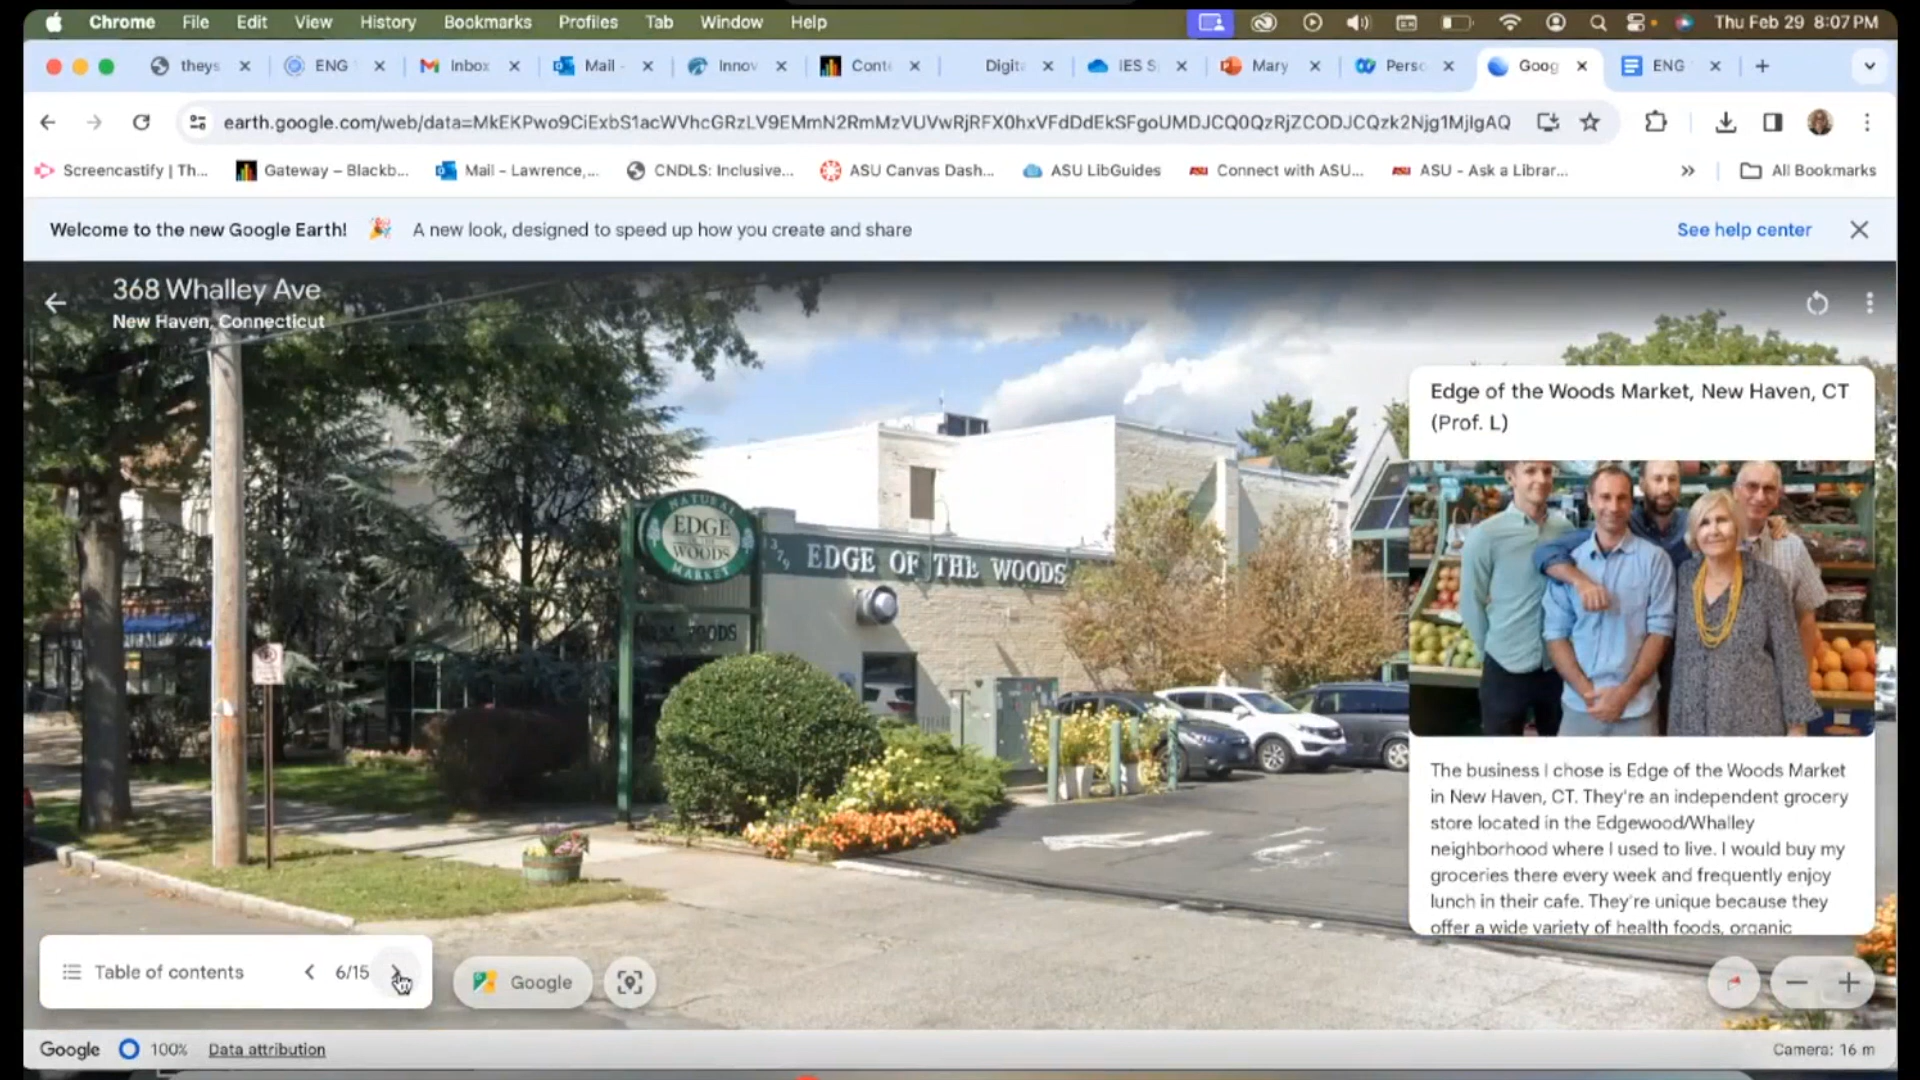 Chrome File Edit View History Bookmarks Profiles Tab Window Help Thu Feb 29 8:07 PM
theys ENG Inbox Mail - Innov Cont Digit IES S Mary Perso Goog ENG
earth.google.com/web/data=MkEKPwo9CiExbS1acWVhcGRzLV9EMmN2RmMzVUVwRjRFX0hxVFdDdEkSFgoUMDJCQ0QzRjZCODJCQzk2Njg1MjIgAQ
Screencastify | Th... Gateway – Blackb... Mail – Lawrence,... CNDLS: Inclusive... ASU Canvas Dash... ASU LibGuides Connect with ASU... ASU - Ask a Librar... » All Bookmarks
Welcome to the new Google Earth! A new look, designed to speed up how you create and share See help center
368 Whalley Ave
New Haven, Connecticut
NATURAL
EDGE
WOODS
MARKET
379 EDGE OF THE WOODS
Edge of the Woods Market, New Haven, CT
(Prof. L)
The business I chose is Edge of the Woods Market
in New Haven, CT. They're an independent grocery
store located in the Edgewood/Whalley
neighborhood where I used to live. I would buy my
groceries there every week and frequently enjoy
lunch in their cafe. They're unique because they
offer a wide variety of health foods, organic
Table of contents 6/15
Google
Google 100% Data attribution Camera: 16 m